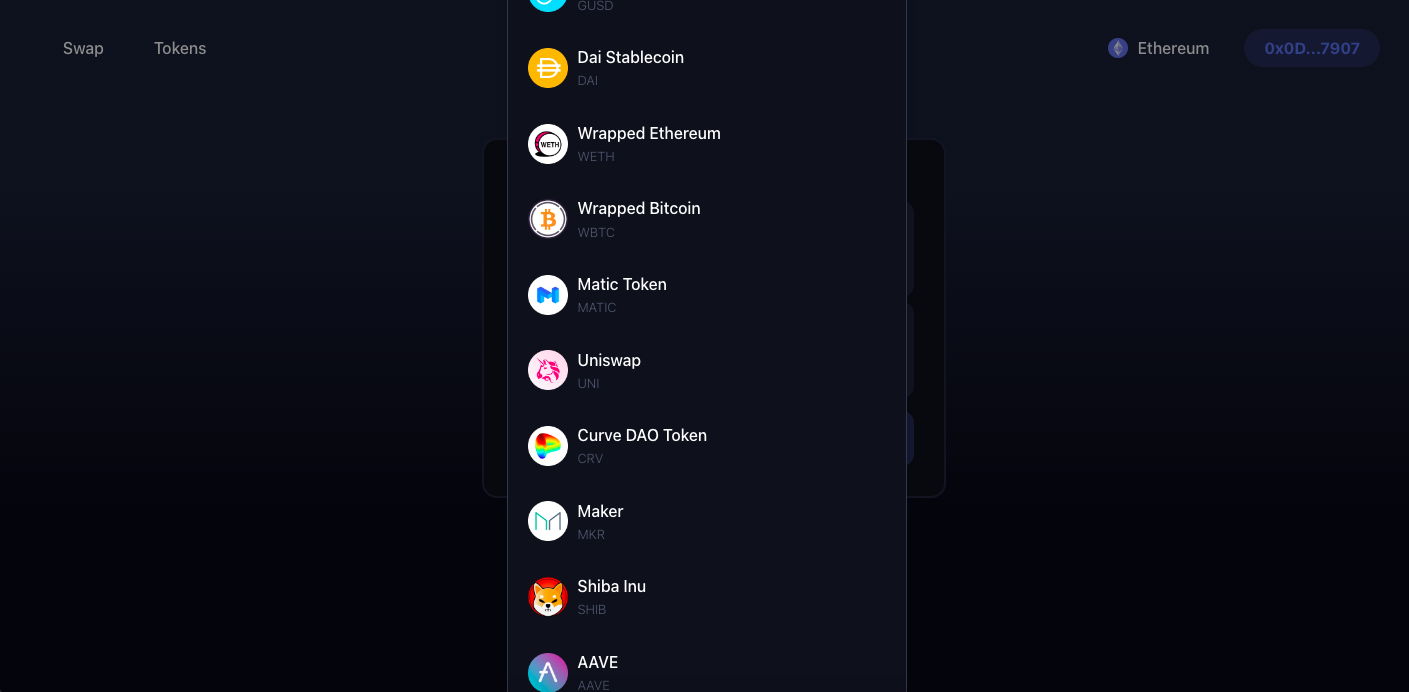 GUSD
Swap
Tokens
Ethereum
0x0D...7907
Dai Stablecoin
DAI
Wrapped Ethereum
WETH
WETH
Wrapped Bitcoin
WBTC
Matic Token
MATIC
Uniswap
UNI
Curve DAO Token
CRV
Maker
MKR
Shiba Inu
SHIB
AAVE
AAVE